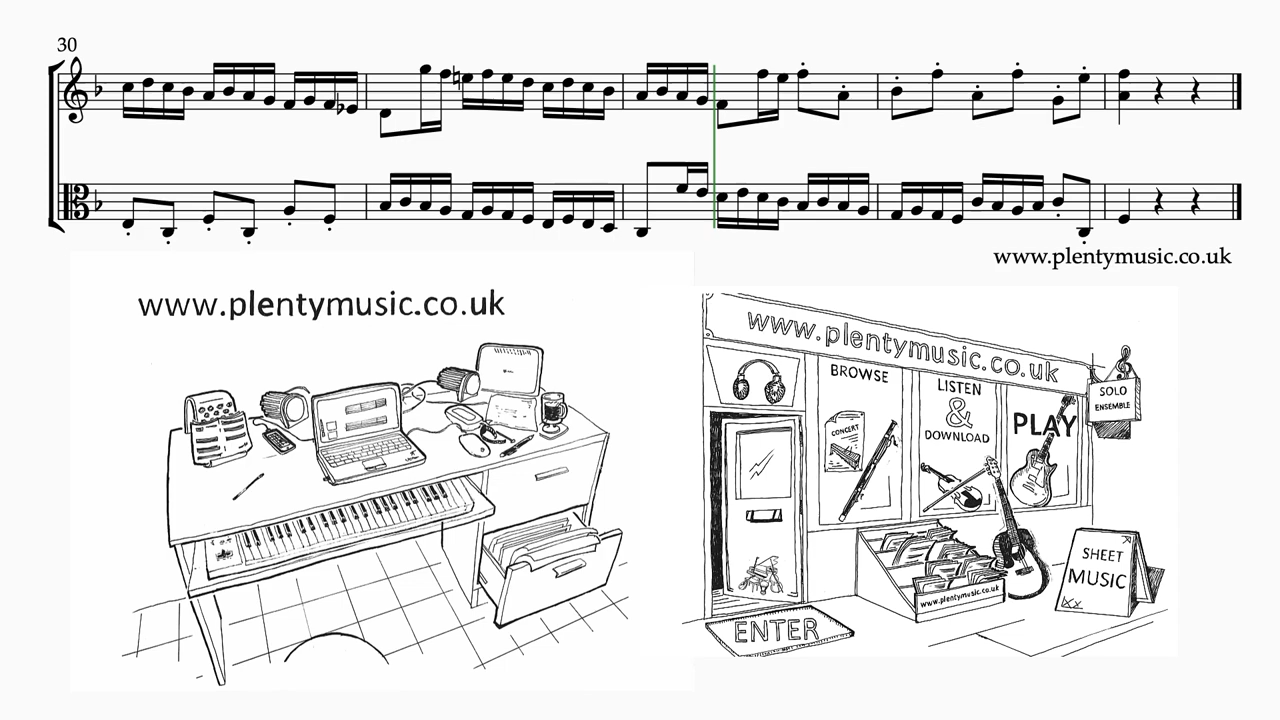 30
www.plentymusic.co.uk
www.plentymusic.co.uk
www.plentymusic.co.uk
BROWSE
LISTEN
&
DOWNLOAD
PLAY
SOLO
ENSEMBLE
CONCERT
www.plentymusic.co.uk
SHEET
MUSIC
ENTER